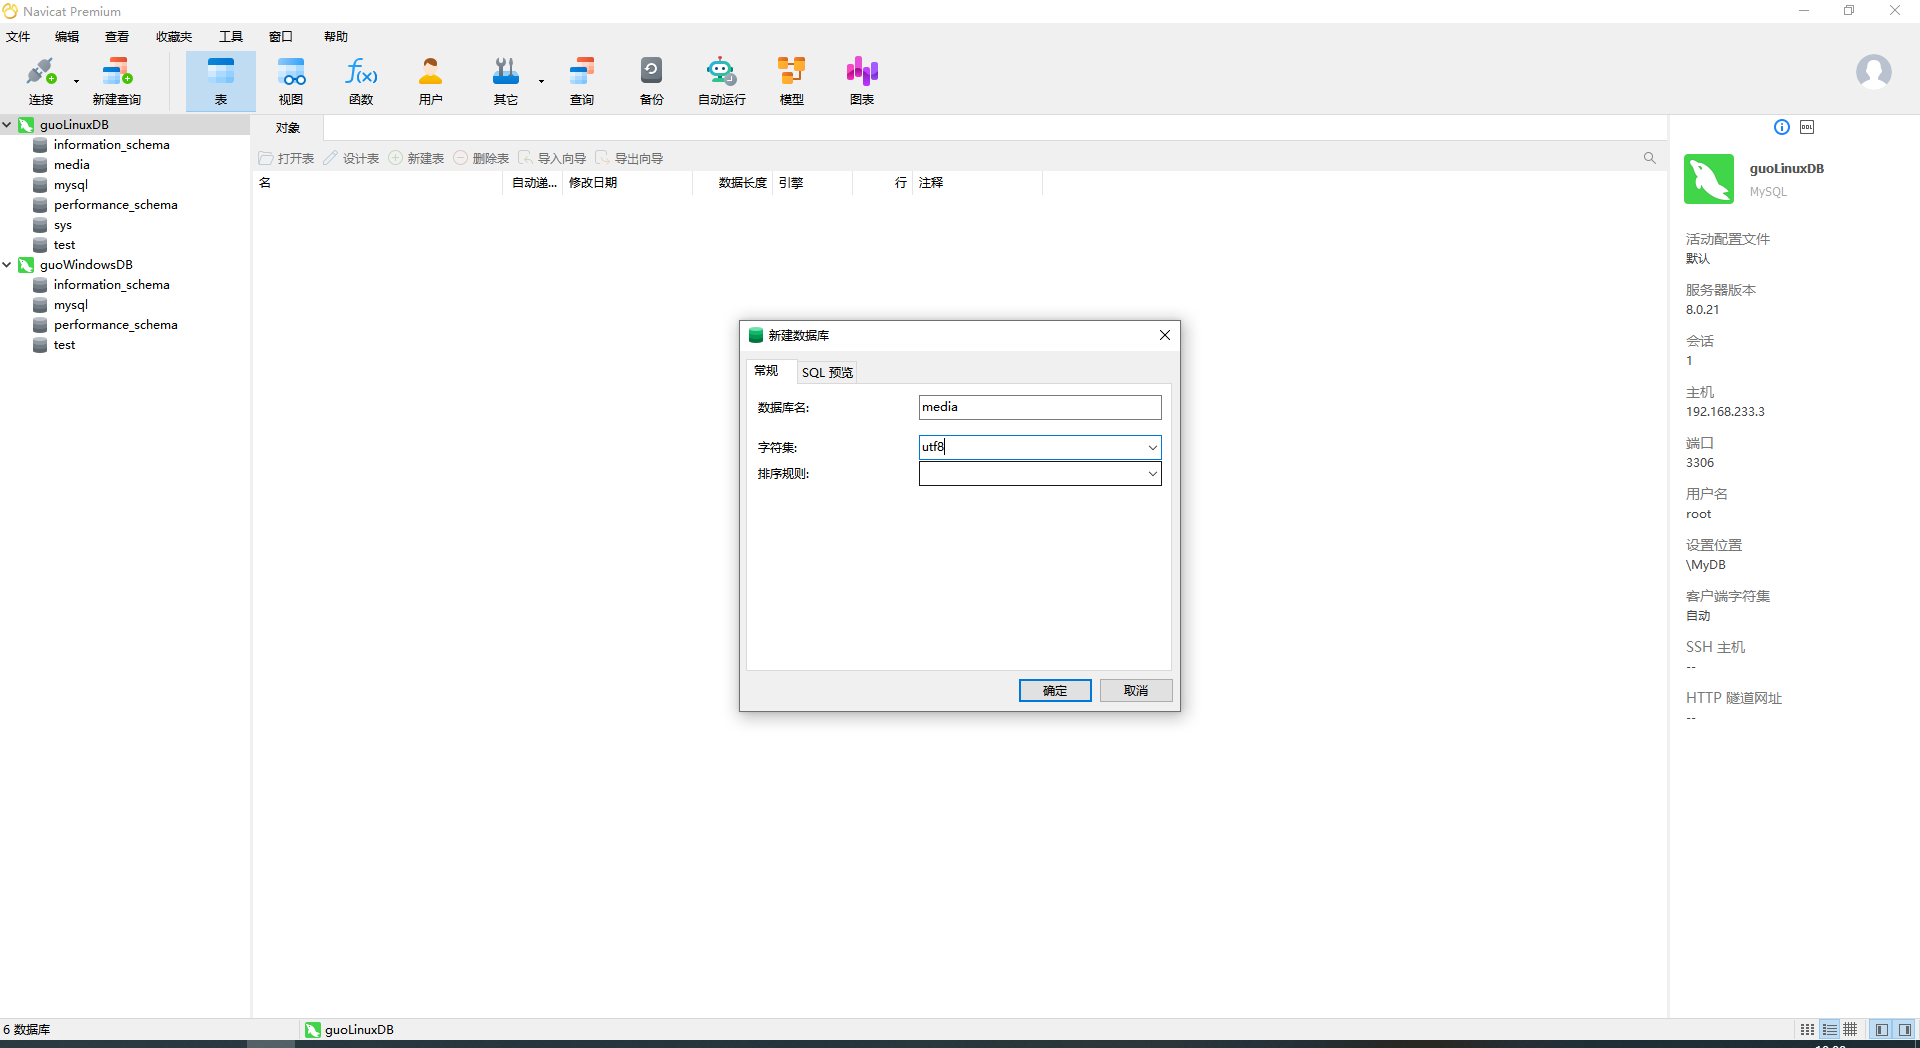 Navicat Premium
文件 编辑 查看 收藏夹 工具 窗口 帮助
连接 新建查询 表 视图 函数 用户 其它 查询 备份 自动运行 模型 图表
guoLinuxDB
information_schema
media
mysql
performance_schema
sys
test
guoWindowsDB
information_schema
mysql
performance_schema
test
对象
打开表 设计表 新建表 删除表 导入向导 导出向导
名 自动递... 修改日期 数据长度 引擎 行 注释
新建数据库
常规 SQL 预览
数据库名: media
字符集: utf8
排序规则:
确定 取消
DDL
guoLinuxDB
MySQL
活动配置文件
默认
服务器版本
8.0.21
会话
1
主机
192.168.233.3
端口
3306
用户名
root
设置位置
\MyDB
客户端字符集
自动
SSH 主机
--
HTTP 隧道网址
--
6 数据库 guoLinuxDB